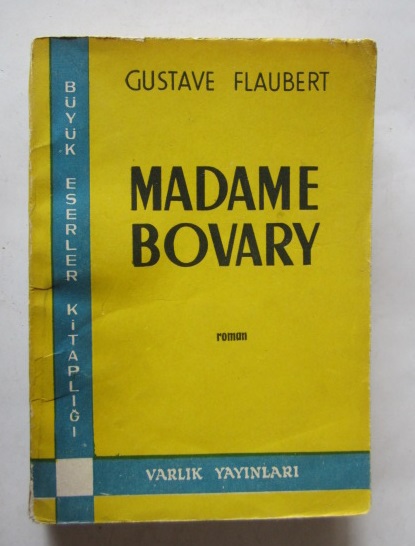 GUSTAVE FLAUBERT
MADAME
BOVARY
roman
BÜYÜK ESERLER KİTAPLIĞI
VARLIK YAYINLARI